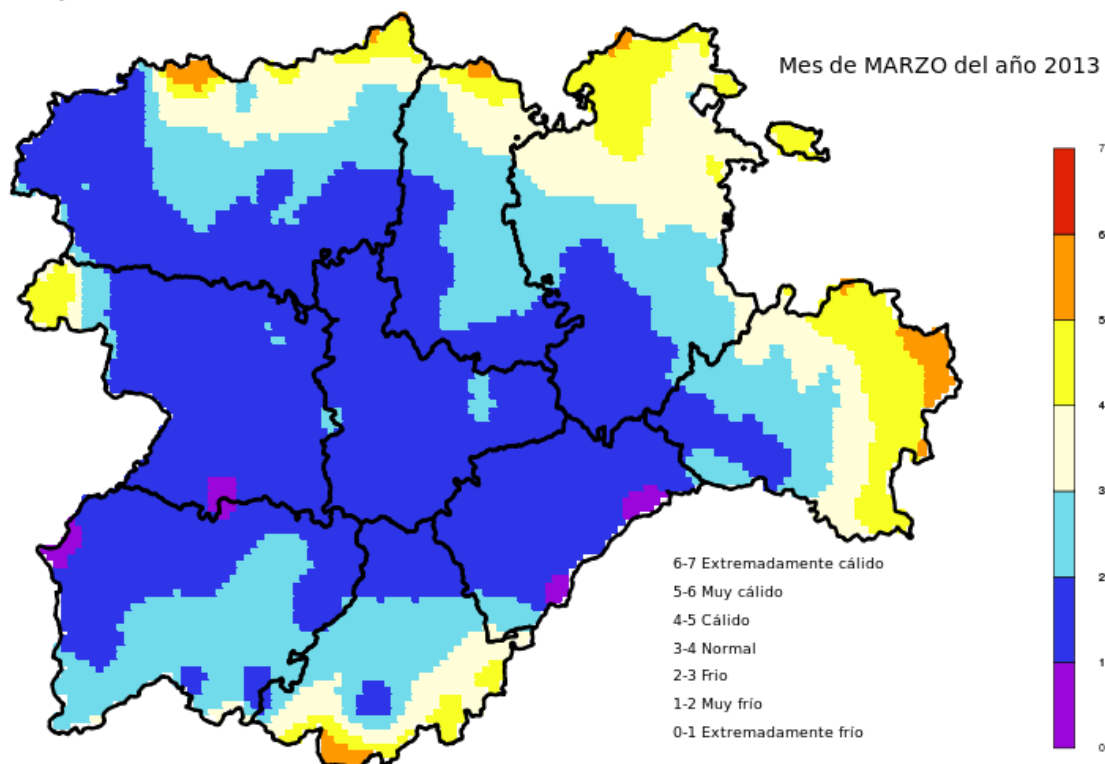 Mes de MARZO del año 2013
7
6
5
4
3
2
1
0
6-7 Extremadamente cálido
5-6 Muy cálido
4-5 Cálido
3-4 Normal
2-3 Frio
1-2 Muy frío
0-1 Extremadamente frío